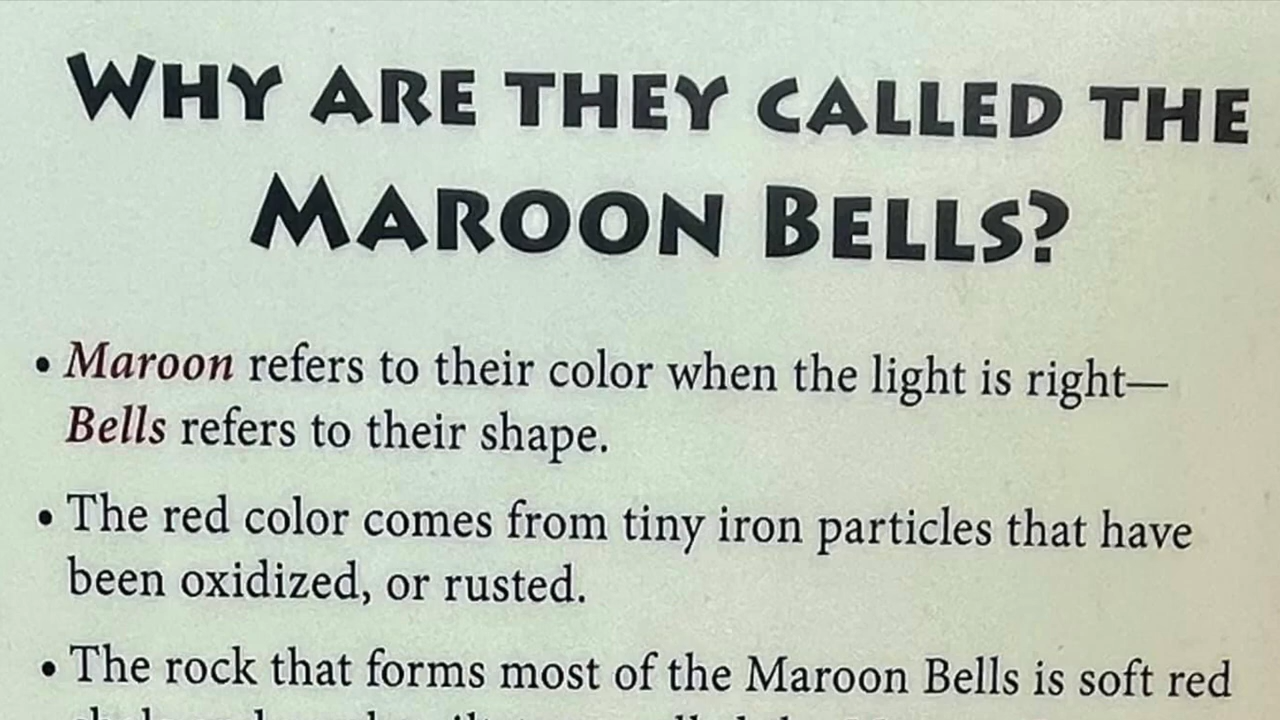 WHY ARE THEY CALLED THE
MAROON BELLS?
• Maroon refers to their color when the light is right—
Bells refers to their shape.
• The red color comes from tiny iron particles that have
been oxidized, or rusted.
• The rock that forms most of the Maroon Bells is soft red